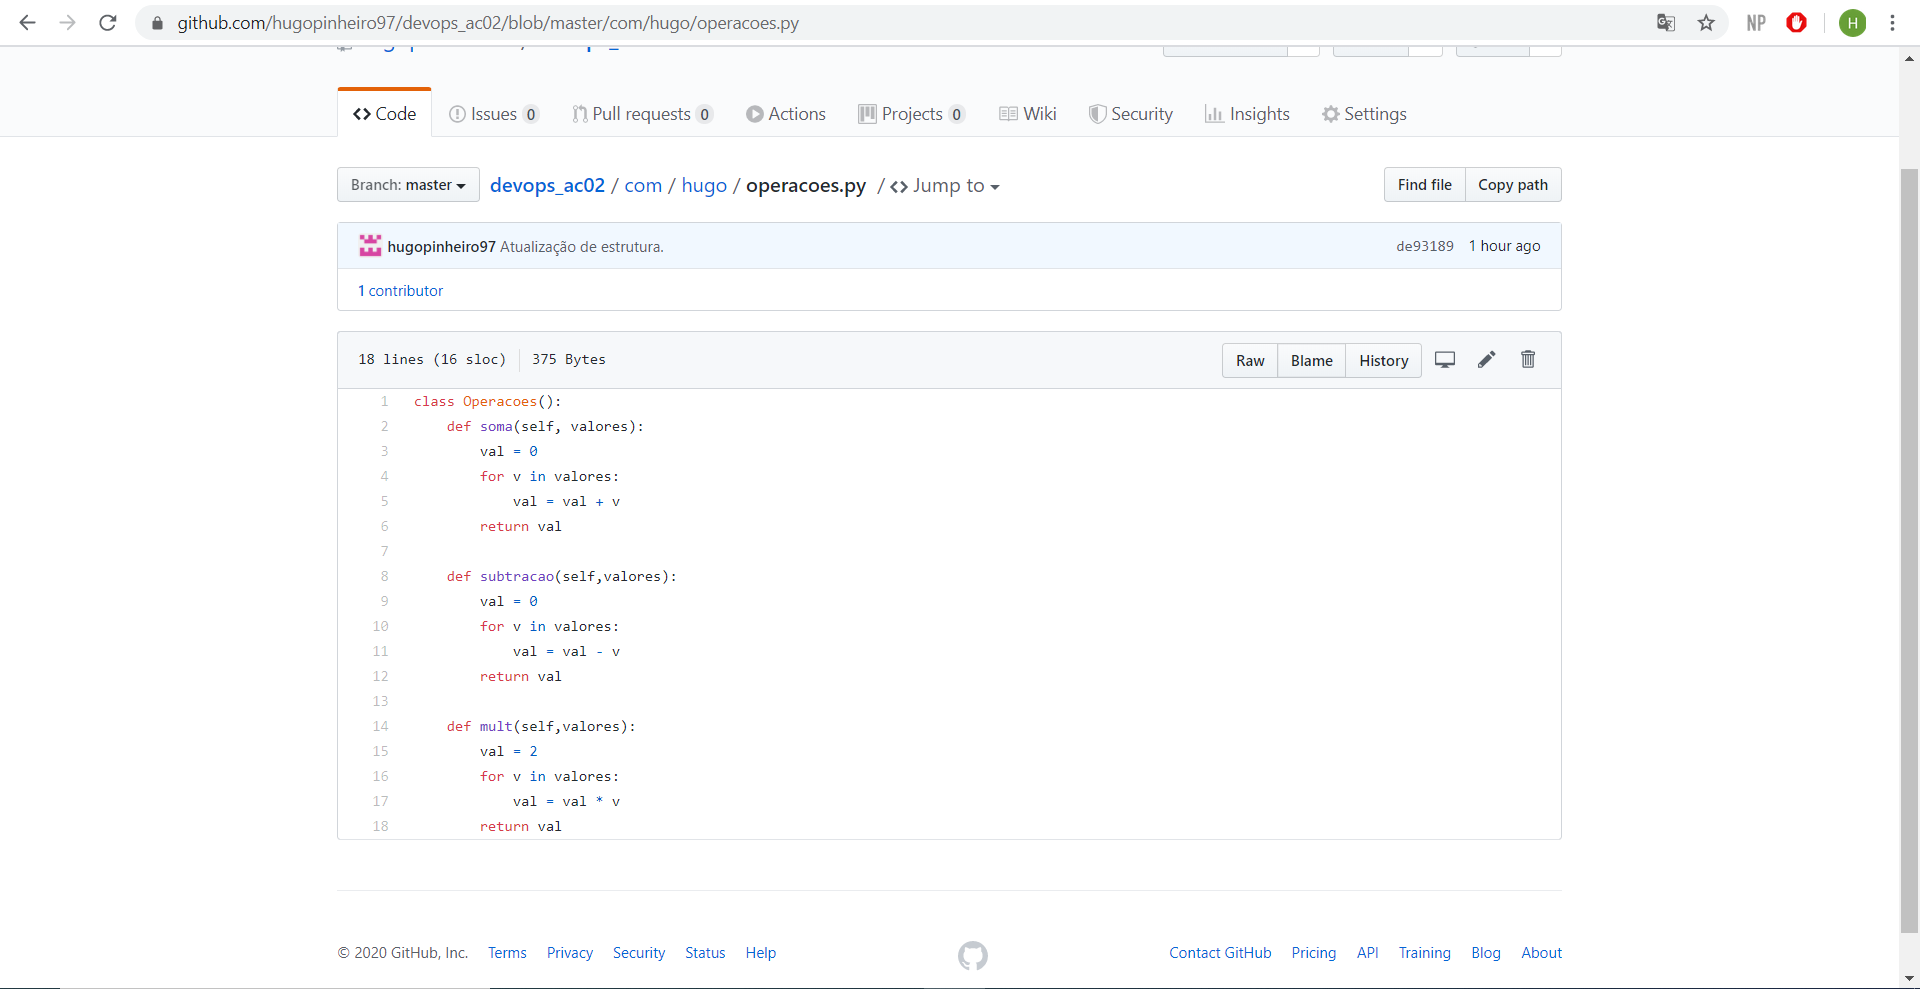 github.com/hugopinheiro97/devops_ac02/blob/master/com/hugo/operacoes.py NP H
Code Issues 0 Pull requests 0 Actions Projects 0 Wiki Security Insights Settings
Branch: master devops_ac02 / com / hugo / operacoes.py / Jump to Find file Copy path
hugopinheiro97 Atualização de estrutura. de93189 1 hour ago
1 contributor
18 lines (16 sloc) 375 Bytes Raw Blame History
1 class Operacoes():
2     def soma(self, valores):
3         val = 0
4         for v in valores:
5             val = val + v
6         return val
7
8     def subtracao(self,valores):
9         val = 0
10         for v in valores:
11             val = val - v
12         return val
13
14     def mult(self,valores):
15         val = 2
16         for v in valores:
17             val = val * v
18         return val
© 2020 GitHub, Inc. Terms Privacy Security Status Help Contact GitHub Pricing API Training Blog About